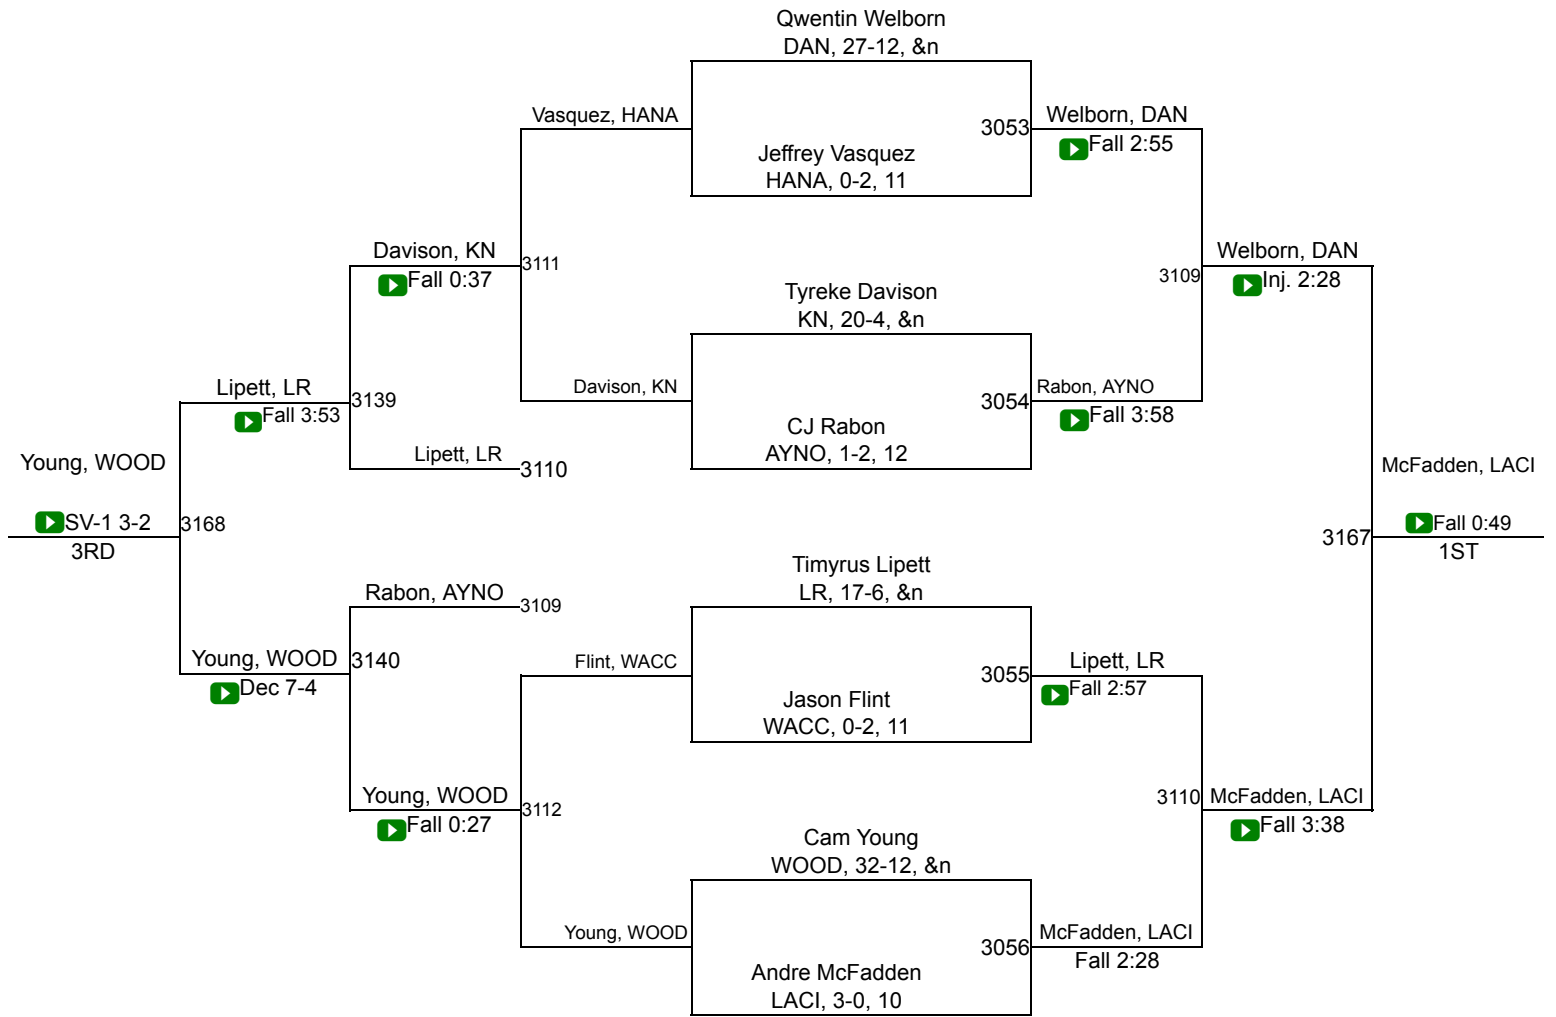 Qwentin Welborn
DAN, 27-12, &n
Vasquez, HANA
3053
Welborn, DAN
Fall 2:55
Jeffrey Vasquez
HANA, 0-2, 11
Davison, KN
Fall 0:37
3111
3109
Welborn, DAN
Inj. 2:28
Tyreke Davison
KN, 20-4, &n
Lipett, LR
Fall 3:53
3139
Davison, KN
3054
Rabon, AYNO
Fall 3:58
CJ Rabon
AYNO, 1-2, 12
Lipett, LR
3110
Young, WOOD
SV-1 3-2
3RD
3168
McFadden, LACI
3167
Fall 0:49
1ST
Timyrus Lipett
LR, 17-6, &n
Rabon, AYNO
3109
Young, WOOD
Dec 7-4
3140
Flint, WACC
3055
Lipett, LR
Fall 2:57
Jason Flint
WACC, 0-2, 11
Young, WOOD
Fall 0:27
3112
3110
McFadden, LACI
Fall 3:38
Cam Young
WOOD, 32-12, &n
Young, WOOD
3056
McFadden, LACI
Fall 2:28
Andre McFadden
LACI, 3-0, 10